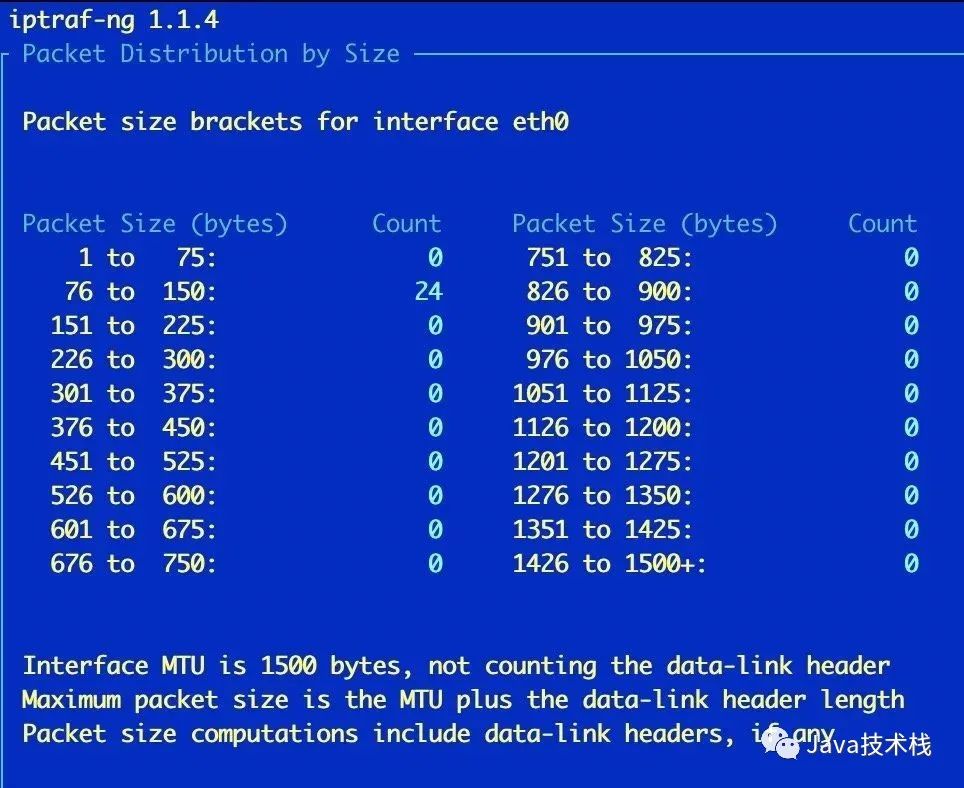 iptraf-ng 1.1.4
Packet Distribution by Size
Packet size brackets for interface eth0
Packet Size (bytes) Count Packet Size (bytes) Count
1 to 75: 0 751 to 825: 0
76 to 150: 24 826 to 900: 0
151 to 225: 0 901 to 975: 0
226 to 300: 0 976 to 1050: 0
301 to 375: 0 1051 to 1125: 0
376 to 450: 0 1126 to 1200: 0
451 to 525: 0 1201 to 1275: 0
526 to 600: 0 1276 to 1350: 0
601 to 675: 0 1351 to 1425: 0
676 to 750: 0 1426 to 1500+: 0
Interface MTU is 1500 bytes, not counting the data-link header
Maximum packet size is the MTU plus the data-link header length
Packet size computations include data-link headers, if any
Java技术栈